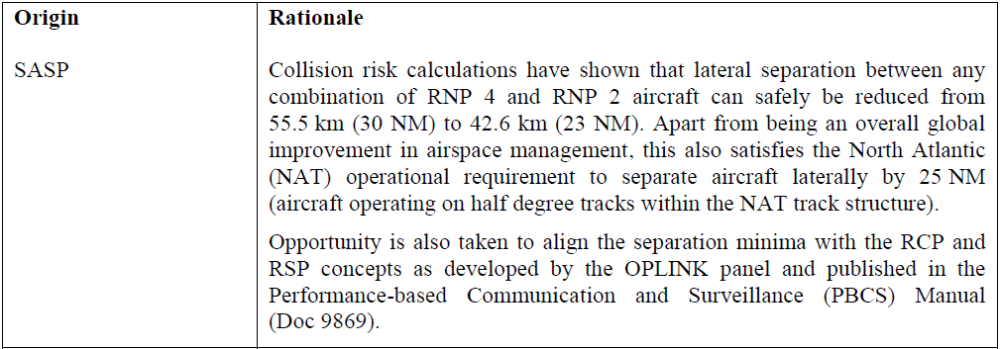 Origin
Rationale
SASP
Collision risk calculations have shown that lateral separation between any
combination of RNP 4 and RNP 2 aircraft can safely be reduced from
55.5 km (30 NM) to 42.6 km (23 NM). Apart from being an overall global
improvement in airspace management, this also satisfies the North Atlantic
(NAT) operational requirement to separate aircraft laterally by 25 NM
(aircraft operating on half degree tracks within the NAT track structure).
Opportunity is also taken to align the separation minima with the RCP and
RSP concepts as developed by the OPLINK panel and published in the
Performance-based Communication and Surveillance (PBCS) Manual
(Doc 9869).